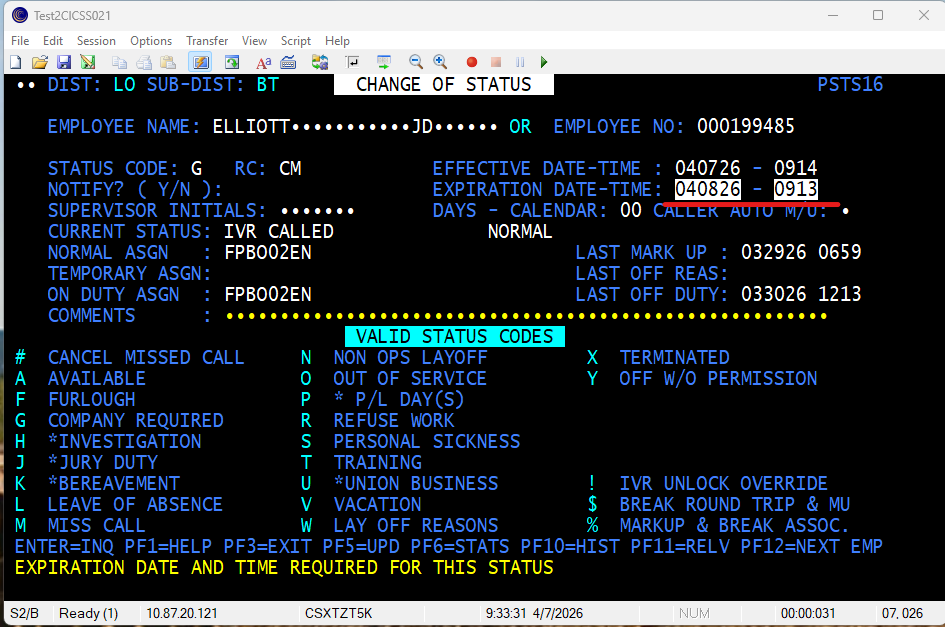 Test2CICSS021
File Edit Session Options Transfer View Script Help
•• DIST: LO SUB-DIST: BT CHANGE OF STATUS PSTS16
EMPLOYEE NAME: ELLIOTT•••••••••••JD•••••• OR EMPLOYEE NO: 000199485
STATUS CODE: G RC: CM EFFECTIVE DATE-TIME : 040726 - 0914
NOTIFY? ( Y/N ): EXPIRATION DATE-TIME: 040826 - 0913
SUPERVISOR INITIALS: ••••••• DAYS - CALENDAR: 00 CALLER AUTO M/U: •
CURRENT STATUS: IVR CALLED NORMAL
NORMAL ASGN : FPBO02EN LAST MARK UP : 032926 0659
TEMPORARY ASGN: LAST OFF REAS:
ON DUTY ASGN : FPBO02EN LAST OFF DUTY: 033026 1213
COMMENTS : •••••••••••••••••••••••••••••••••••••••••••••••••••••••
VALID STATUS CODES
# CANCEL MISSED CALL N NON OPS LAYOFF X TERMINATED
A AVAILABLE O OUT OF SERVICE Y OFF W/O PERMISSION
F FURLOUGH P * P/L DAY(S)
G COMPANY REQUIRED R REFUSE WORK
H *INVESTIGATION S PERSONAL SICKNESS
J *JURY DUTY T TRAINING
K *BEREAVEMENT U *UNION BUSINESS ! IVR UNLOCK OVERRIDE
L LEAVE OF ABSENCE V VACATION $ BREAK ROUND TRIP & MU
M MISS CALL W LAY OFF REASONS % MARKUP & BREAK ASSOC.
ENTER=INQ PF1=HELP PF3=EXIT PF5=UPD PF6=STATS PF10=HIST PF11=RELV PF12=NEXT EMP
EXPIRATION DATE AND TIME REQUIRED FOR THIS STATUS
S2/B Ready (1) 10.87.20.121 CSXTZT5K 9:33:31 4/7/2026 NUM 00:00:031 07, 026